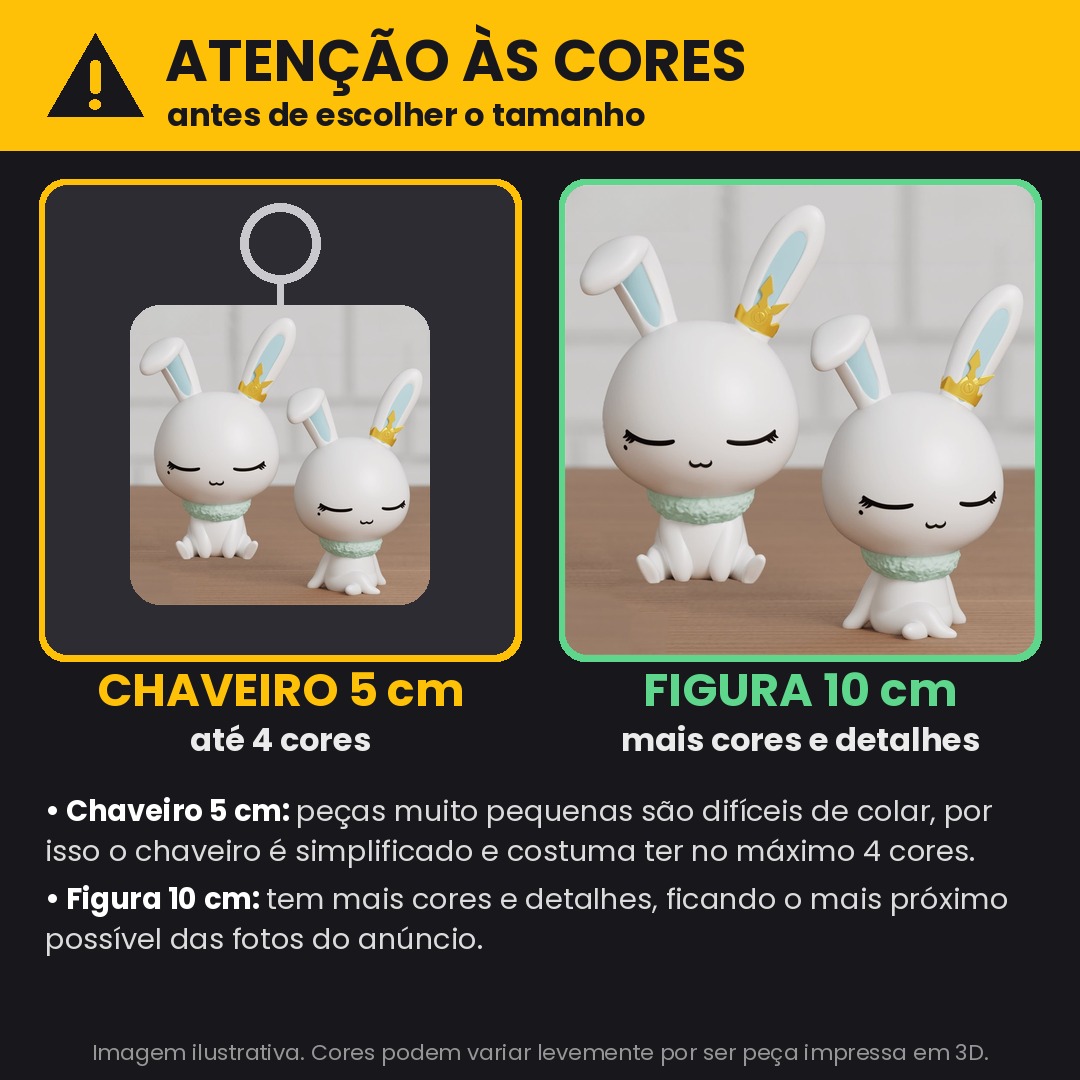 ATENÇÃO ÀS CORES
antes de escolher o tamanho
CHAVEIRO 5 cm
até 4 cores
FIGURA 10 cm
mais cores e detalhes
• Chaveiro 5 cm: peças muito pequenas são difíceis de colar, por
isso o chaveiro é simplificado e costuma ter no máximo 4 cores.
• Figura 10 cm: tem mais cores e detalhes, ficando o mais próximo
possível das fotos do anúncio.
Imagem ilustrativa. Cores podem variar levemente por ser peça impressa em 3D.